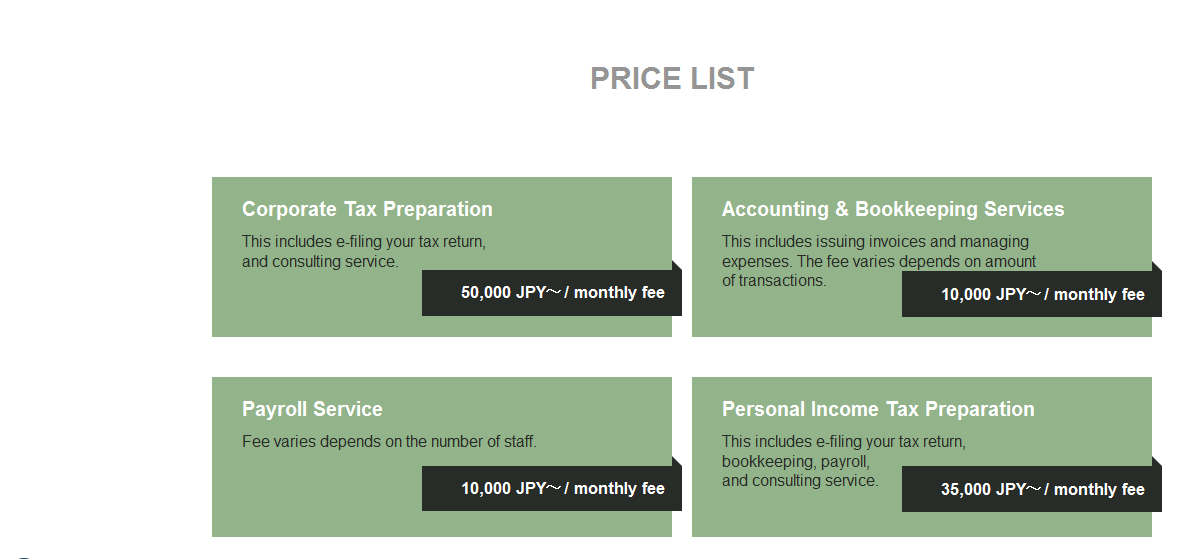 PRICE LIST
Corporate Tax Preparation
This includes e-filing your tax return,
and consulting service.
50,000 JPY～ / monthly fee
Accounting & Bookkeeping Services
This includes issuing invoices and managing
expenses. The fee varies depends on amount
of transactions.
10,000 JPY～ / monthly fee
Payroll Service
Fee varies depends on the number of staff.
10,000 JPY～ / monthly fee
Personal Income Tax Preparation
This includes e-filing your tax return,
bookkeeping, payroll,
and consulting service.
35,000 JPY～ / monthly fee